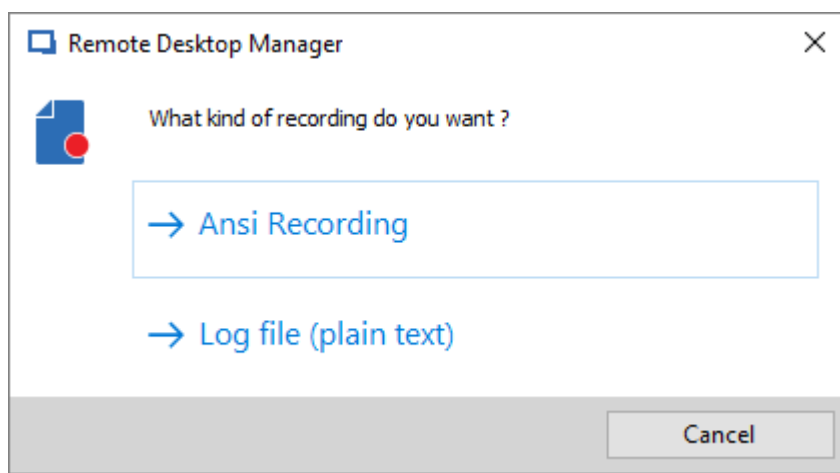 Remote Desktop Manager
What kind of recording do you want ?
Ansi Recording
Log file (plain text)
Cancel